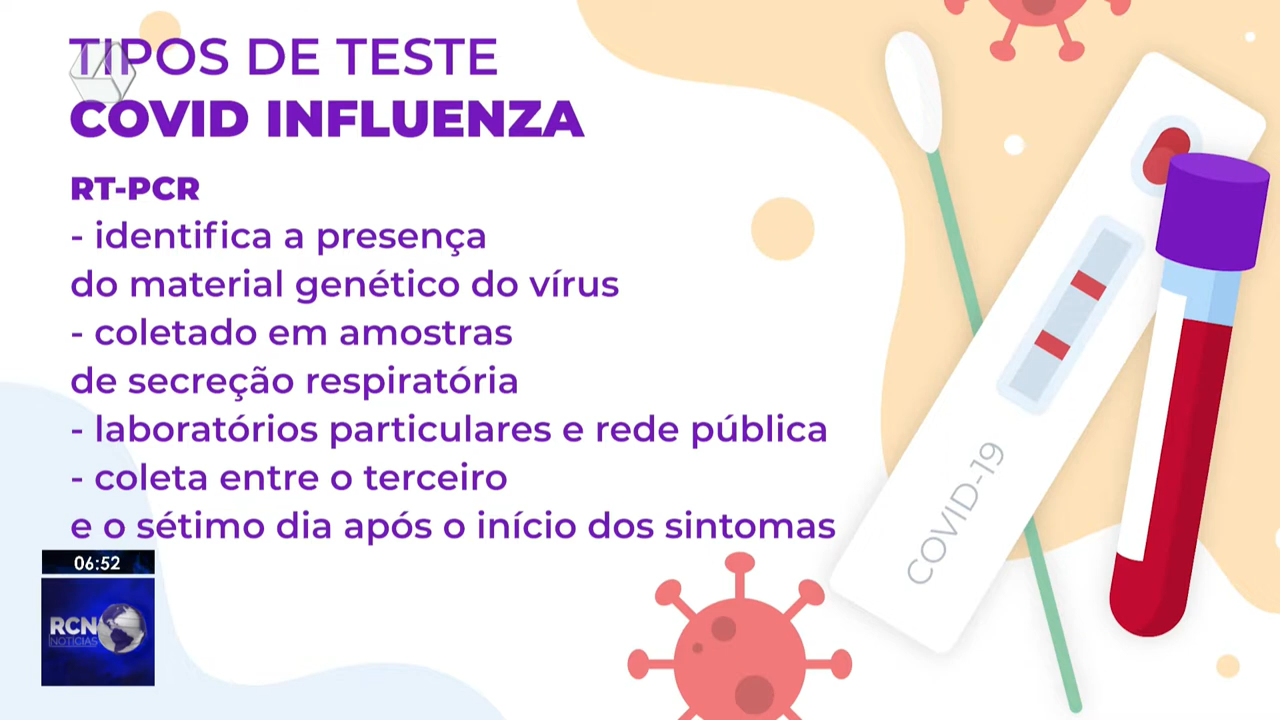 TIPOS DE TESTE
COVID INFLUENZA
RT-PCR
- identifica a presença
do material genético do vírus
- coletado em amostras
de secreção respiratória
- laboratórios particulares e rede pública
- coleta entre o terceiro
e o sétimo dia após o início dos sintomas
COVID-19
06:52
RCN
NOTÍCIAS